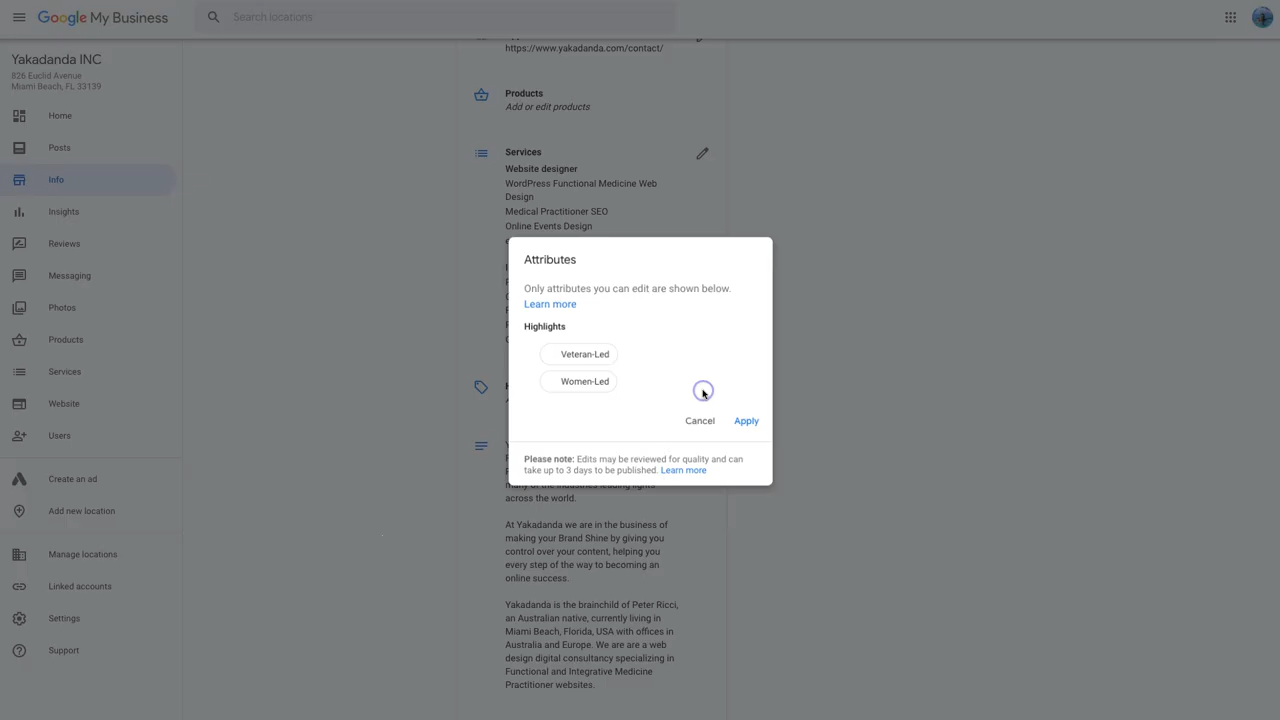 Google My Business
Search locations
Yakadanda INC
826 Euclid Avenue
Miami Beach, FL 33139
Home
Posts
Info
Insights
Reviews
Messaging
Photos
Products
Services
Website
Users
Create an ad
Add new location
Manage locations
Linked accounts
Settings
Support
https://www.yakadanda.com/contact/
Products
Add or edit products
Services
Website designer
WordPress Functional Medicine Web
Design
Medical Practitioner SEO
Online Events Design
Attributes
Only attributes you can edit are shown below.
Learn more
Highlights
Veteran-Led
Women-Led
Cancel Apply
Please note: Edits may be reviewed for quality and can
take up to 3 days to be published. Learn more
many of the industries leading lights
across the world.
At Yakadanda we are in the business of
making your Brand Shine by giving you
control over your content, helping you
every step of the way to becoming an
online success.
Yakadanda is the brainchild of Peter Ricci,
an Australian native, currently living in
Miami Beach, Florida, USA with offices in
Australia and Europe. We are are a web
design digital consultancy specializing in
Functional and Integrative Medicine
Practitioner websites.